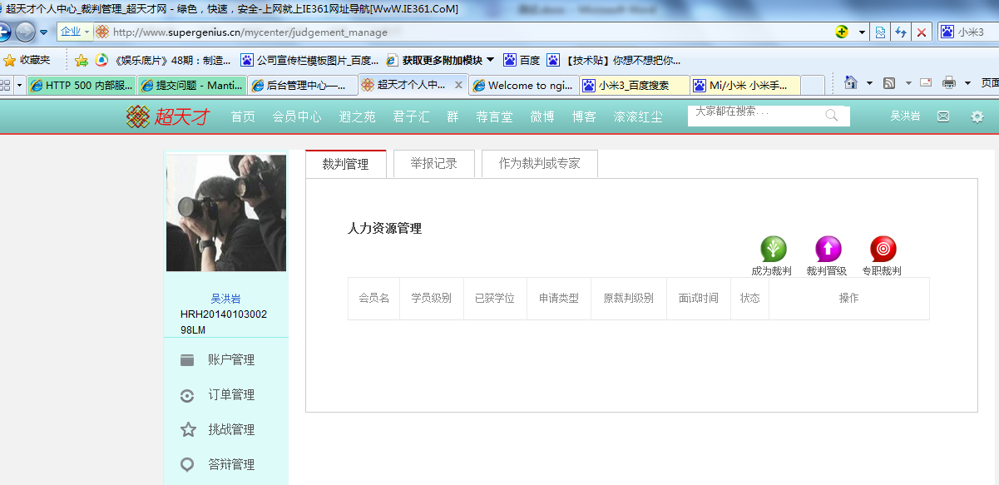 超天才个人中心_裁判管理_超天才网 - 绿色，快速，安全-上网就上IE361网址导航[WwW.IE361.CoM]
企业 http://www.supergenius.cn/mycenter/judgement_manage 小米3
收藏夹 《娱乐底片》48期：制造... 公司宣传栏模板图片_百度... 获取更多附加模块 百度 【技术贴】你想不想把你...
HTTP 500 内部服... 提交问题 - Manti... 后台管理中心—... 超天才个人中... Welcome to ngi... 小米3_百度搜索 Mi/小米 小米手... 页面
超天才 首页 会员中心 遐之苑 君子汇 群 荐言堂 微博 博客 滚滚红尘 大家都在搜索... 吴洪岩
裁判管理 举报记录 作为裁判或专家
人力资源管理
成为裁判 裁判晋级 专职裁判
会员名 学员级别 已获学位 申请类型 原裁判级别 面试时间 状态 操作
吴洪岩
HRH20140103002
98LM
账户管理
订单管理
挑战管理
答辩管理